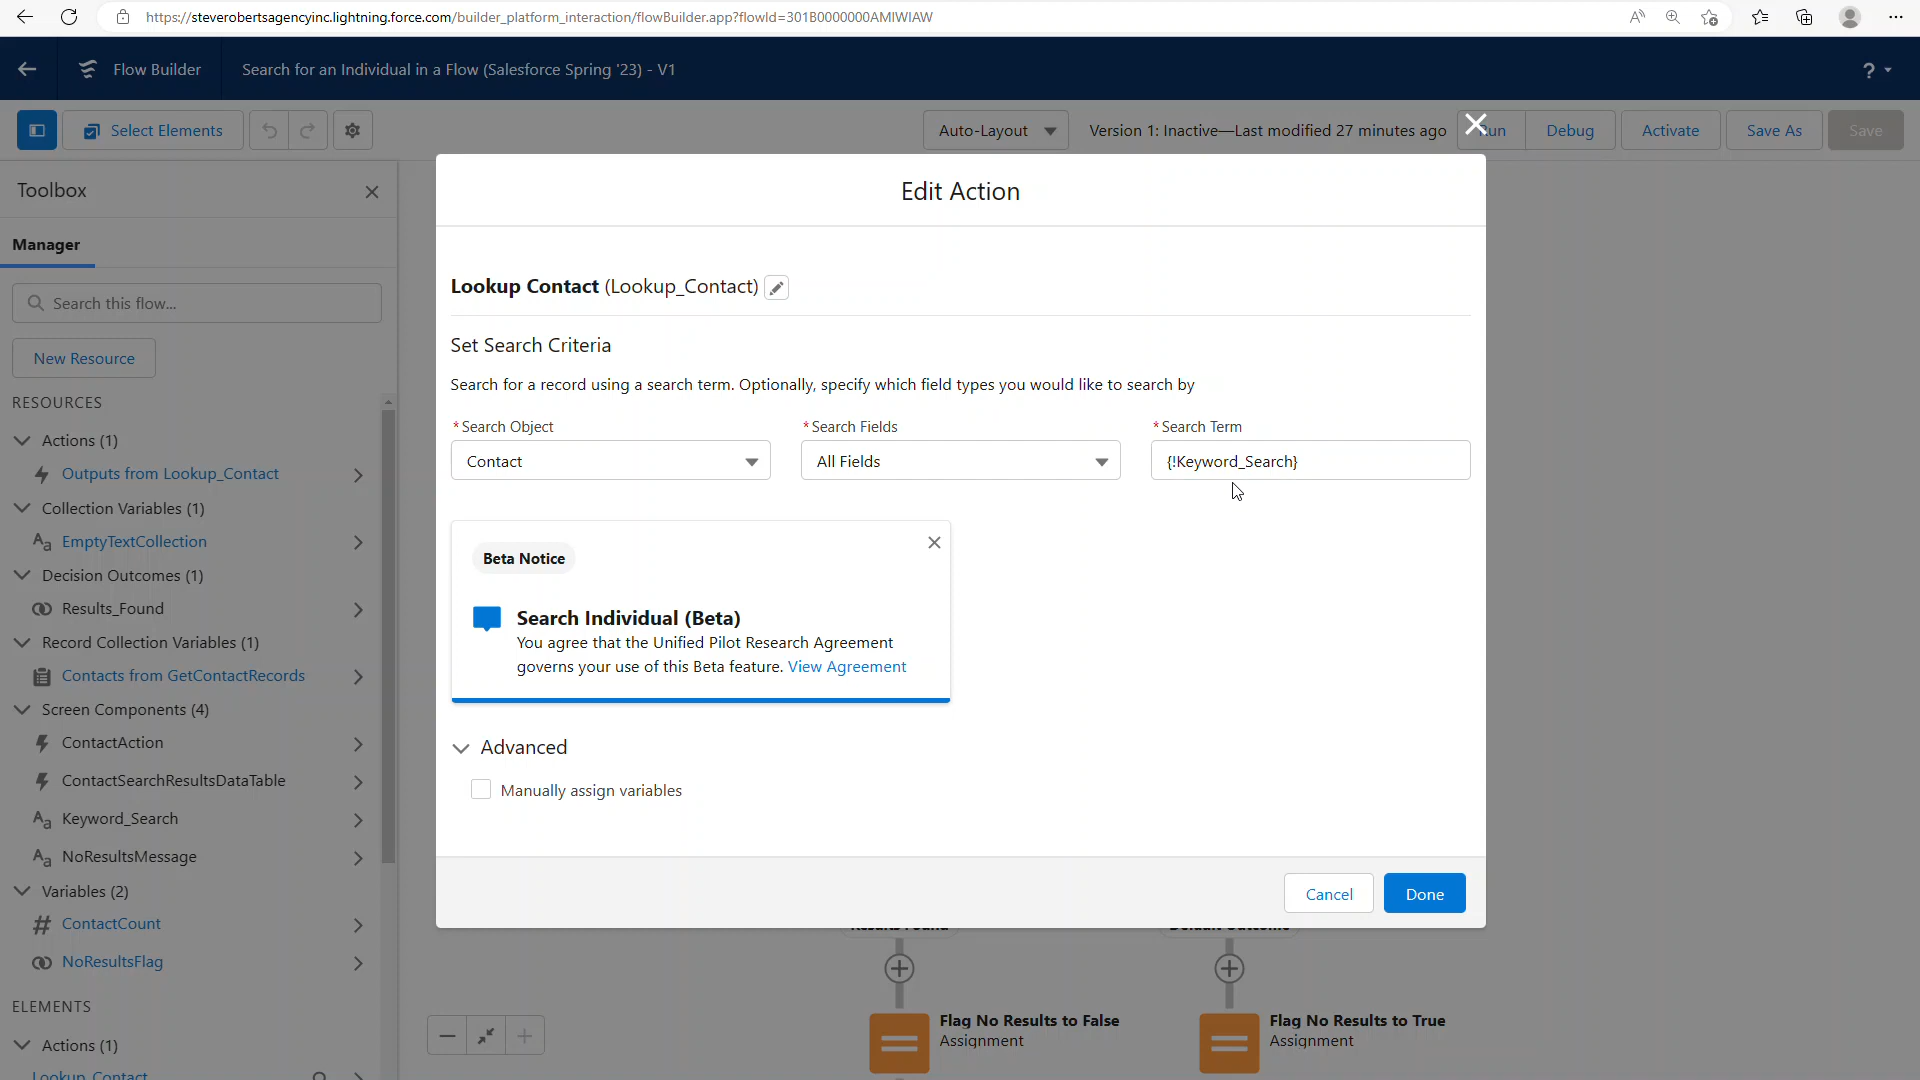 https://steverobertsagencyinc.lightning.force.com/builder_platform_interaction/flowBuilder.app?flowId=301B0000000AMIWIAW
Flow Builder
Search for an Individual in a Flow (Salesforce Spring '23) - V1
?
Select Elements
Auto-Layout
Version 1: Inactive—Last modified 27 minutes ago
Debug
Activate
Save As
Save
Toolbox
Manager
Search this flow...
New Resource
RESOURCES
Actions (1)
Outputs from Lookup_Contact
Collection Variables (1)
EmptyTextCollection
Decision Outcomes (1)
Results_Found
Record Collection Variables (1)
Contacts from GetContactRecords
Screen Components (4)
ContactAction
ContactSearchResultsDataTable
Keyword_Search
NoResultsMessage
Variables (2)
ContactCount
NoResultsFlag
ELEMENTS
Actions (1)
Lookup_Contact
Edit Action
Lookup Contact (Lookup_Contact)
Set Search Criteria
Search for a record using a search term. Optionally, specify which field types you would like to search by
*Search Object
*Search Fields
*Search Term
Contact
All Fields
{!Keyword_Search}
Beta Notice
Search Individual (Beta)
You agree that the Unified Pilot Research Agreement
governs your use of this Beta feature. View Agreement
Advanced
Manually assign variables
Cancel
Done
Results Found
Default Outcome
Flag No Results to False
Assignment
Flag No Results to True
Assignment